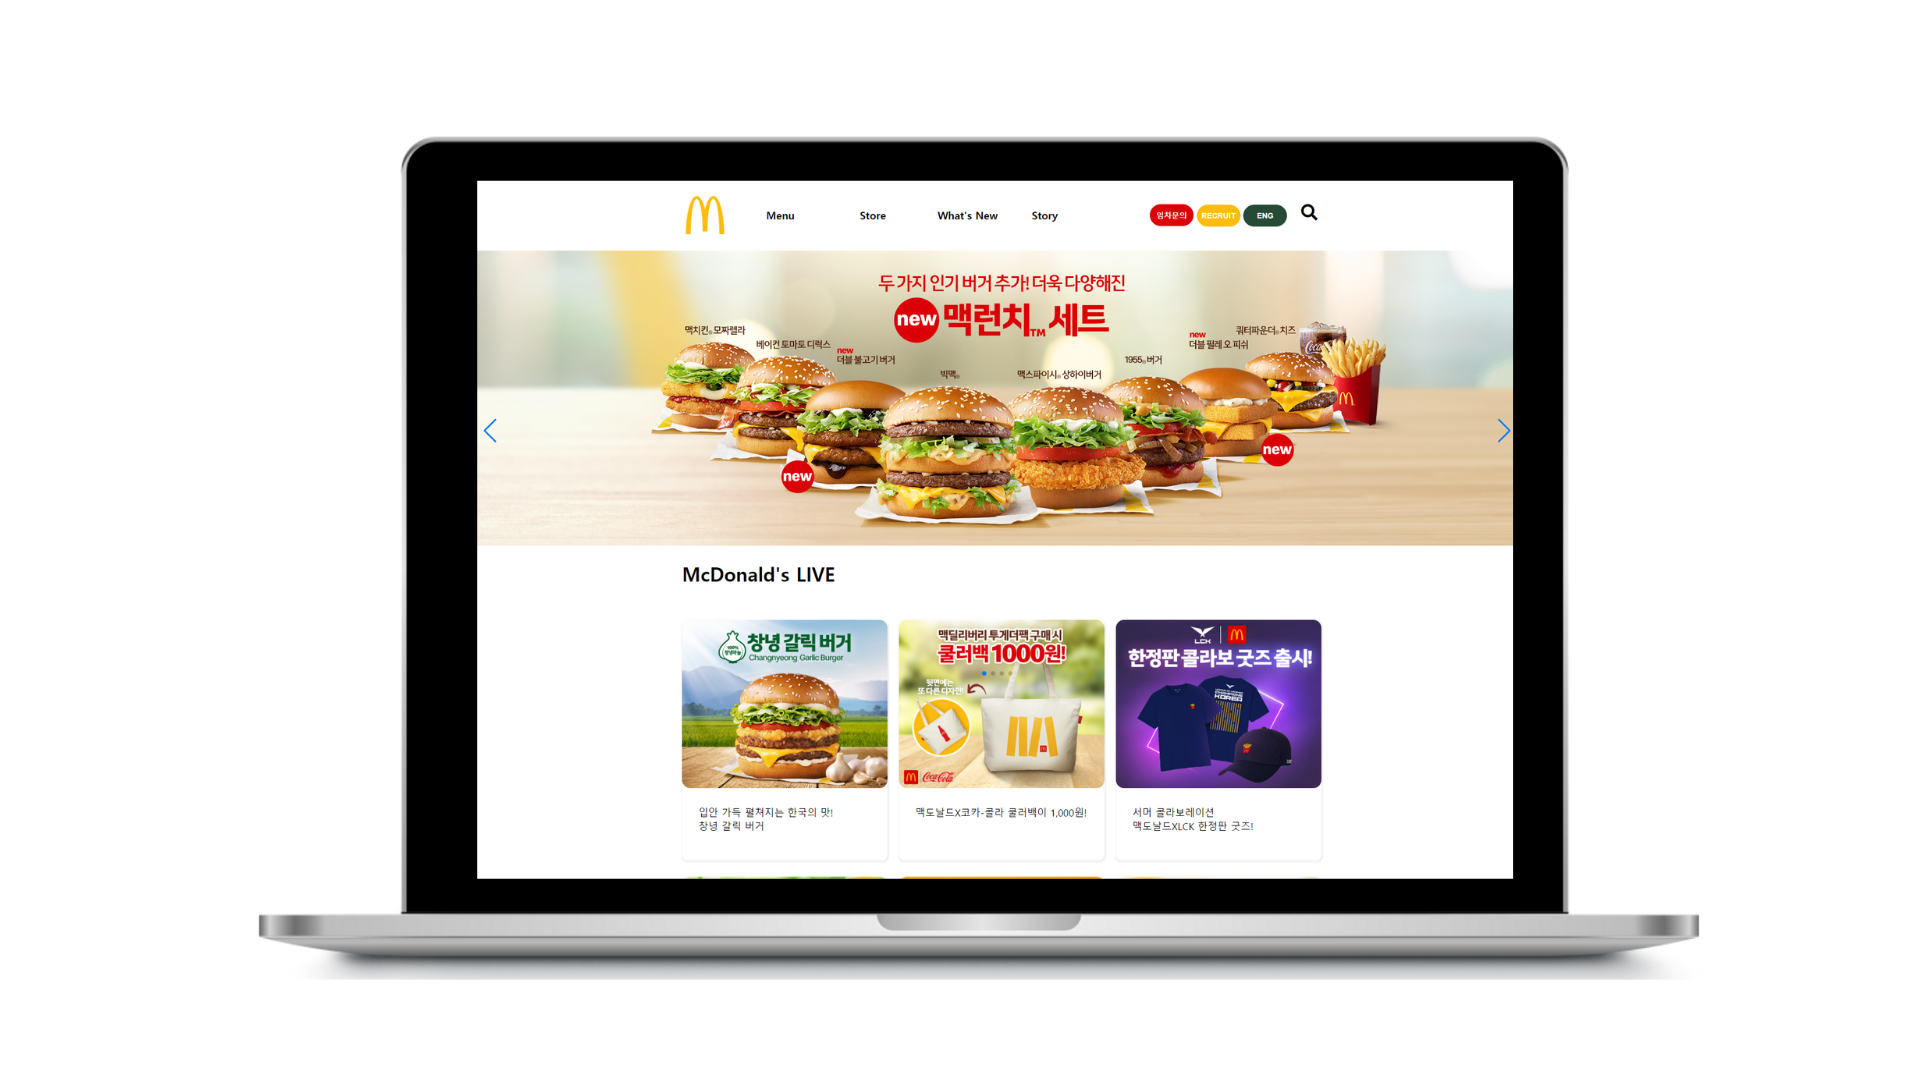 Menu
Store
What's New
Story
임차문의
RECRUIT
ENG
두 가지 인기 버거 추가! 더욱 다양해진
new 맥런치™ 세트
맥치킨® 모짜렐라
베이컨 토마토 디럭스
new
더블 불고기 버거
빅맥®
맥스파이시® 상하이버거
1955® 버거
new
더블 필레 오 피쉬
쿼터파운더® 치즈
Coca
new
new
McDonald's LIVE
100%
창녕마늘
창녕 갈릭 버거
Changnyeong Garlic Burger
맥딜리버리 투게더팩 구매 시
쿨러백 1000원!
뒷면에는
또 다른 디자인!
Coca-Cola
LCK
한정판 콜라보 굿즈 출시!
KOREA
입안 가득 펼쳐지는 한국의 맛!
창녕 갈릭 버거
맥도날드X코카-콜라 쿨러백이 1,000원!
서머 콜라보레이션
맥도날드XLCK 한정판 굿즈!